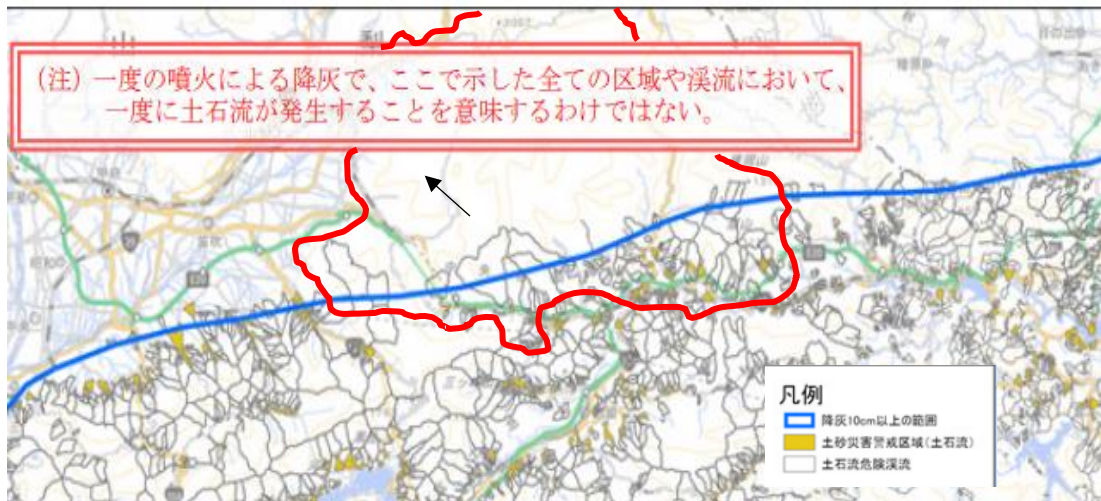 (注) 一度の噴火による降灰で、ここで示した全ての区域や渓流において、
一度に土石流が発生することを意味するわけではない。
凡例
降灰10cm以上の範囲
土砂災害警戒区域(土石流)
土石流危険渓流